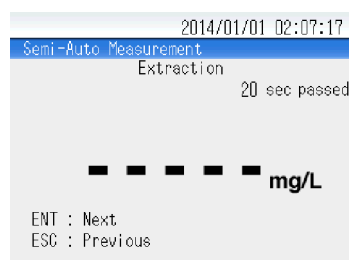 2014/01/01 02:07:17
Semi-Auto Measurement
Extraction
20 sec passed
- - - - - mg/L
ENT : Next
ESC : Previous